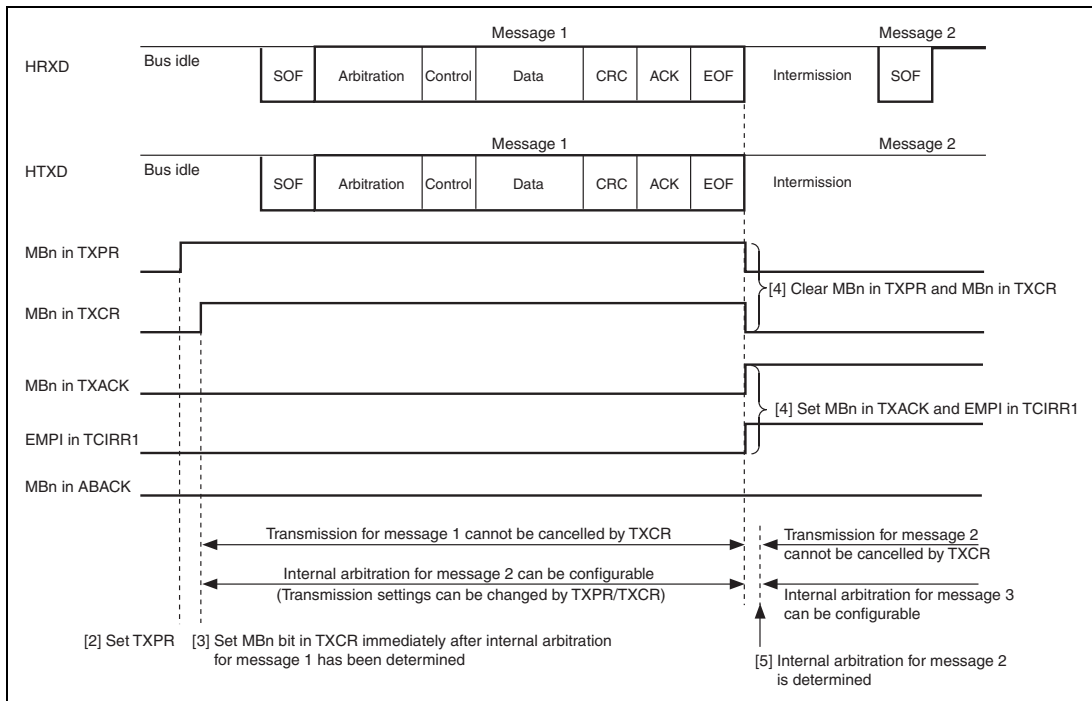 Message 1
Message 2
HRXD
Bus idle
SOF
Arbitration
Control
Data
CRC
ACK
EOF
Intermission
SOF
Message 1
Message 2
HTXD
Bus idle
SOF
Arbitration
Control
Data
CRC
ACK
EOF
Intermission
MBn in TXPR
[4] Clear MBn in TXPR and MBn in TXCR
MBn in TXCR
MBn in TXACK
[4] Set MBn in TXACK and EMPI in TCIRR1
EMPI in TCIRR1
MBn in ABACK
Transmission for message 1 cannot be cancelled by TXCR
Transmission for message 2
cannot be cancelled by TXCR
Internal arbitration for message 2 can be configurable
(Transmission settings can be changed by TXPR/TXCR)
Internal arbitration for message 3
can be configurable
[2] Set TXPR
[3] Set MBn bit in TXCR immediately after internal arbitration
for message 1 has been determined
[5] Internal arbitration for message 2
is determined